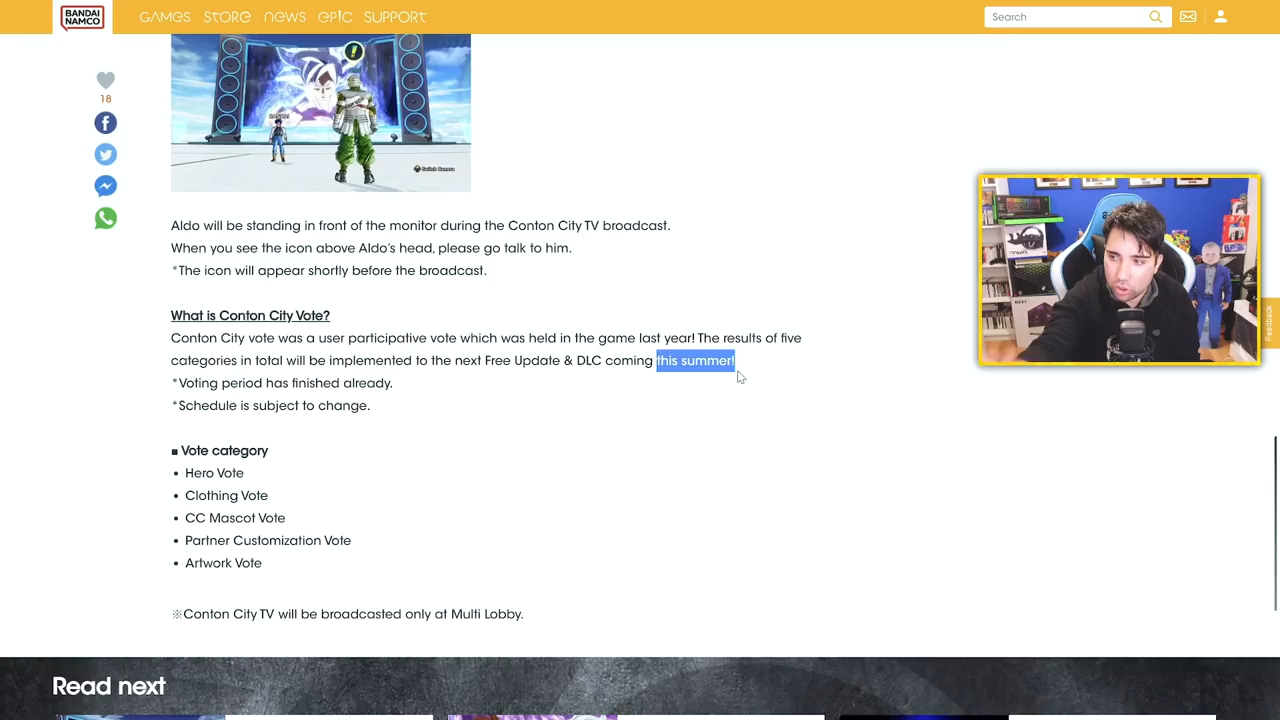 BANDAI
NAMCO
GAMES STORE NEWS EPIC SUPPORT
Search
18
!
Switch Camera
Aldo will be standing in front of the monitor during the Conton City TV broadcast.
When you see the icon above Aldo's head, please go talk to him.
*The icon will appear shortly before the broadcast.
What is Conton City Vote?
Conton City vote was a user participative vote which was held in the game last year! The results of five
categories in total will be implemented to the next Free Update & DLC coming this summer!
*Voting period has finished already.
*Schedule is subject to change.
■ Vote category
• Hero Vote
• Clothing Vote
• CC Mascot Vote
• Partner Customization Vote
• Artwork Vote
※Conton City TV will be broadcasted only at Multi Lobby.
Feedback
Read next